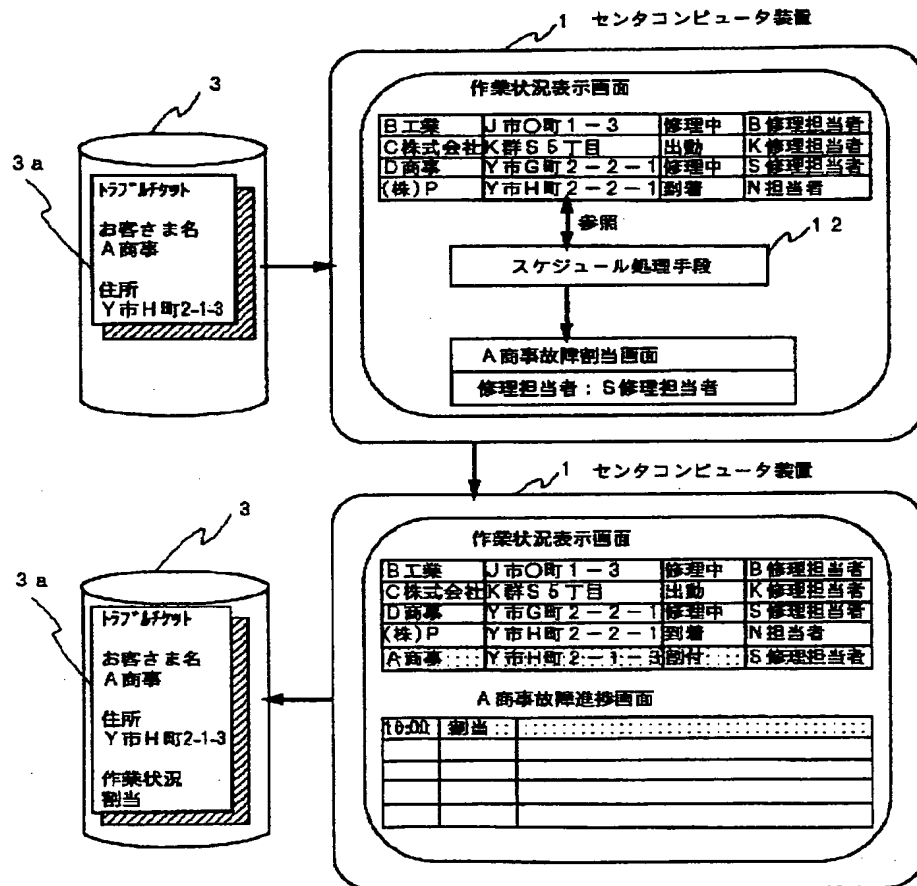 1 センタコンピュータ装置
3
3a
トラブルチケット
お客さま名
A商事
住所
Y市H町2-1-3
作業状況表示画面
B工業 J市〇町1-3 修理中 B修理担当者
C株式会社 K群S5丁目 出動 K修理担当者
D商事 Y市G町2-2-1 修理中 S修理担当者
(株)P Y市H町2-2-1 到着 N担当者
参照
12
スケジュール処理手段
A商事故障割当画面
修理担当者:S修理担当者
1 センタコンピュータ装置
3
3a
トラブルチケット
お客さま名
A商事
住所
Y市H町2-1-3
作業状況
割当
作業状況表示画面
B工業 J市〇町1-3 修理中 B修理担当者
C株式会社 K群S5丁目 出動 K修理担当者
D商事 Y市G町2-2-1 修理中 S修理担当者
(株)P Y市H町2-2-1 到着 N担当者
A商事 Y市H町2-1-3 割付 S修理担当者
A商事故障進捗画面
割当